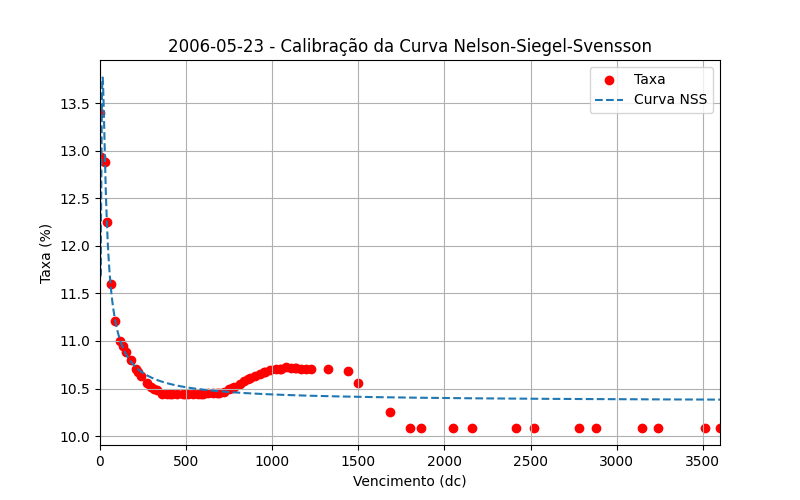 2006-05-23 - Calibração da Curva Nelson-Siegel-Svensson
Taxa
Curva NSS
Taxa (%)
13.5
13.0
12.5
12.0
11.5
11.0
10.5
10.0
0 500 1000 1500 2000 2500 3000 3500
Vencimento (dc)